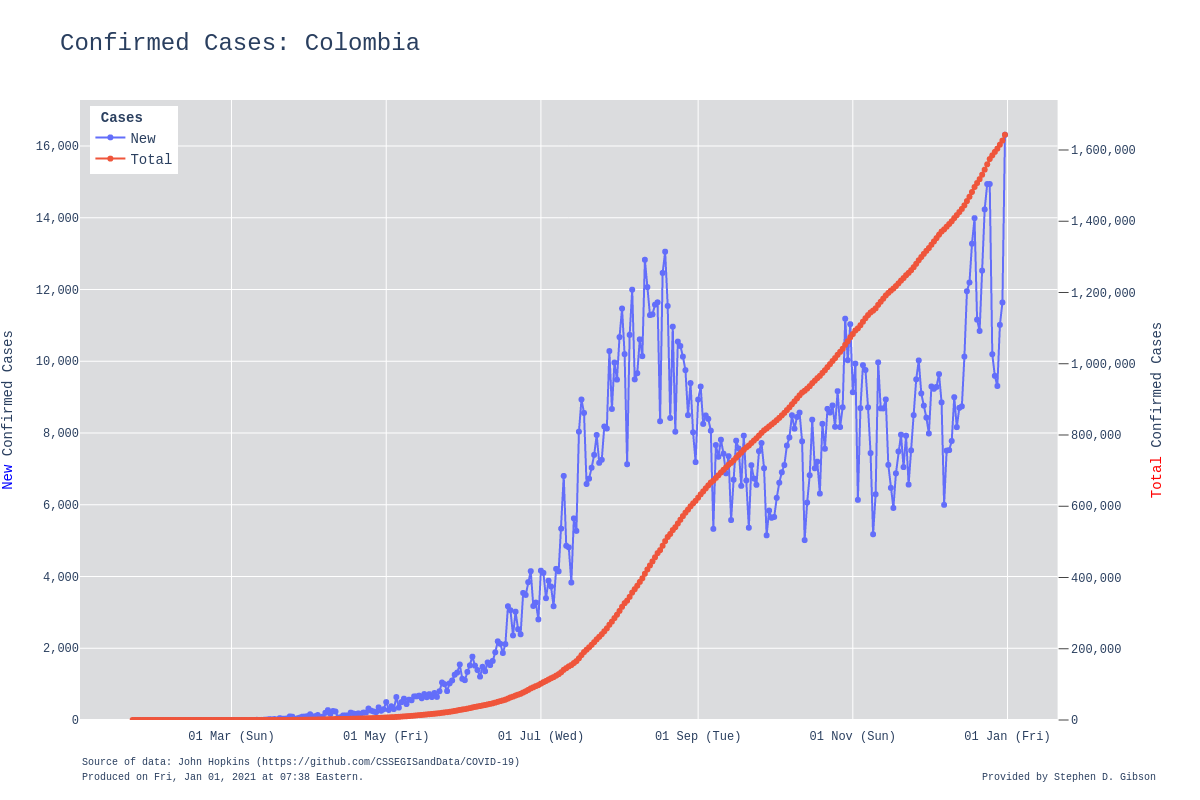 Confirmed Cases: Colombia
Cases
New
Total
16,000
14,000
12,000
10,000
8,000
6,000
4,000
2,000
0
New Confirmed Cases
1,600,000
1,400,000
1,200,000
1,000,000
800,000
600,000
400,000
200,000
0
Total Confirmed Cases
01 Mar (Sun)
01 May (Fri)
01 Jul (Wed)
01 Sep (Tue)
01 Nov (Sun)
01 Jan (Fri)
Source of data: John Hopkins (https://github.com/CSSEGISandData/COVID-19)
Produced on Fri, Jan 01, 2021 at 07:38 Eastern.
Provided by Stephen D. Gibson